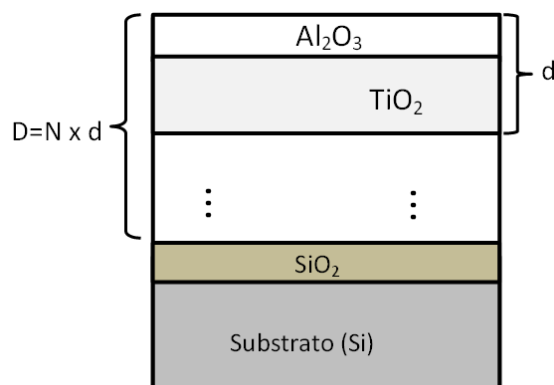 Al₂O₃
d
TiO₂
D=N x d
SiO₂
Substrato (Si)